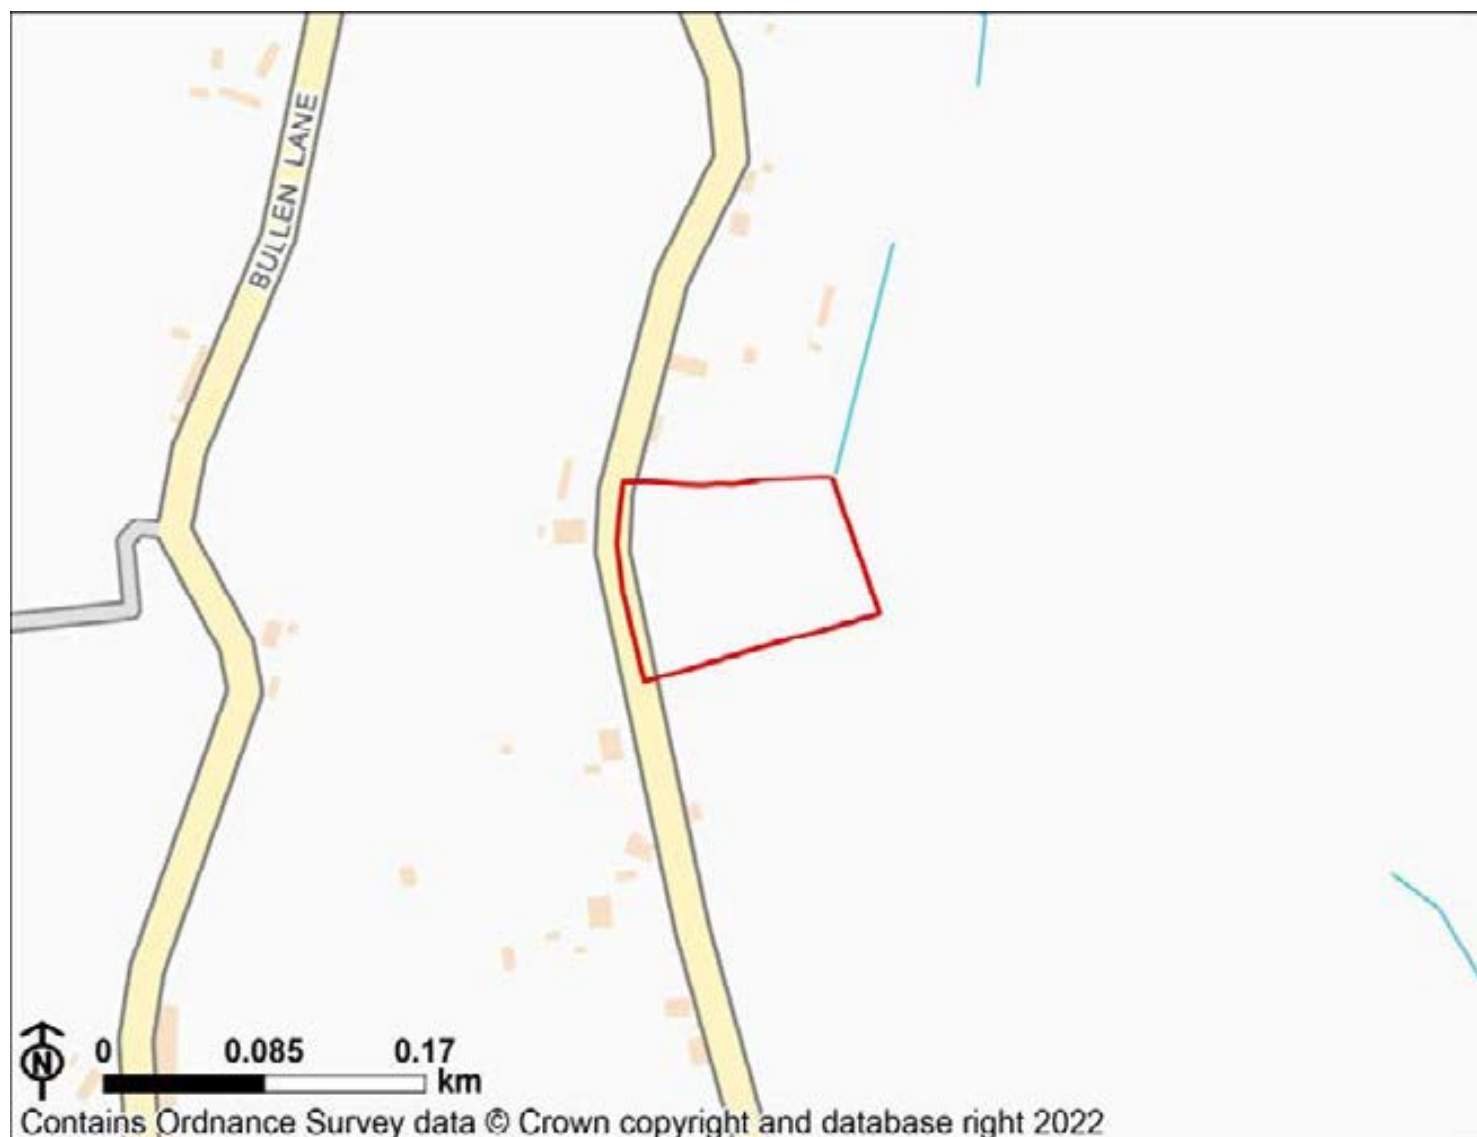 BULLEN LANE
N
0 0.085 0.17
km
Contains Ordnance Survey data © Crown copyright and database right 2022